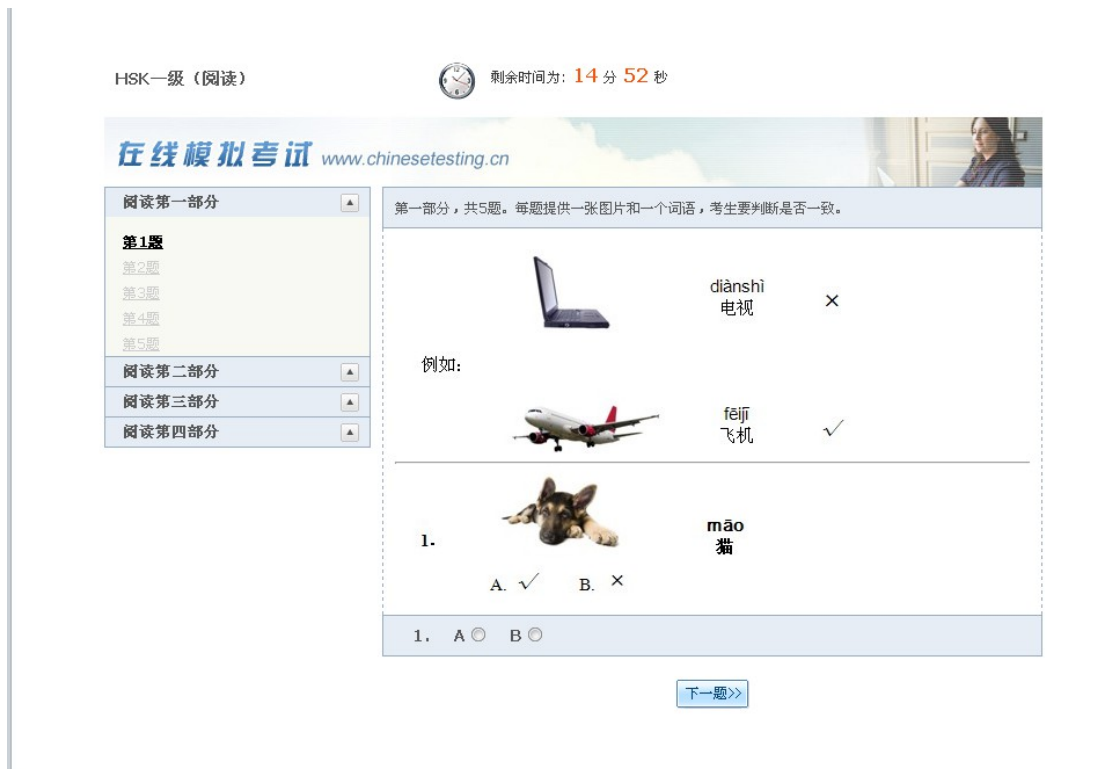 HSK一级（阅读）
剩余时间为: 14 分 52 秒
在线模拟考试 www.chinesetesting.cn
阅读第一部分
第1题
第2题
第3题
第4题
第5题
阅读第二部分
阅读第三部分
阅读第四部分
第一部分，共5题。每题提供一张图片和一个词语，考生要判断是否一致。
diànshì
电视 ×
例如:
fēijī
飞机 √
māo
1. 猫
A. √ B. ×
1. A B
下一题>>